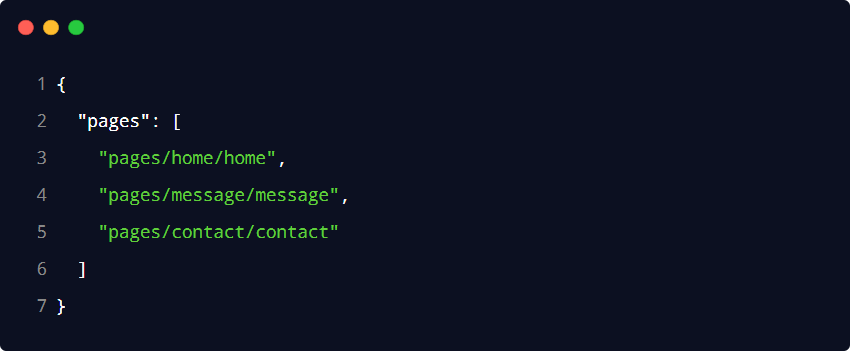 1 {
2   "pages": [
3     "pages/home/home",
4     "pages/message/message",
5     "pages/contact/contact"
6   ]
7 }